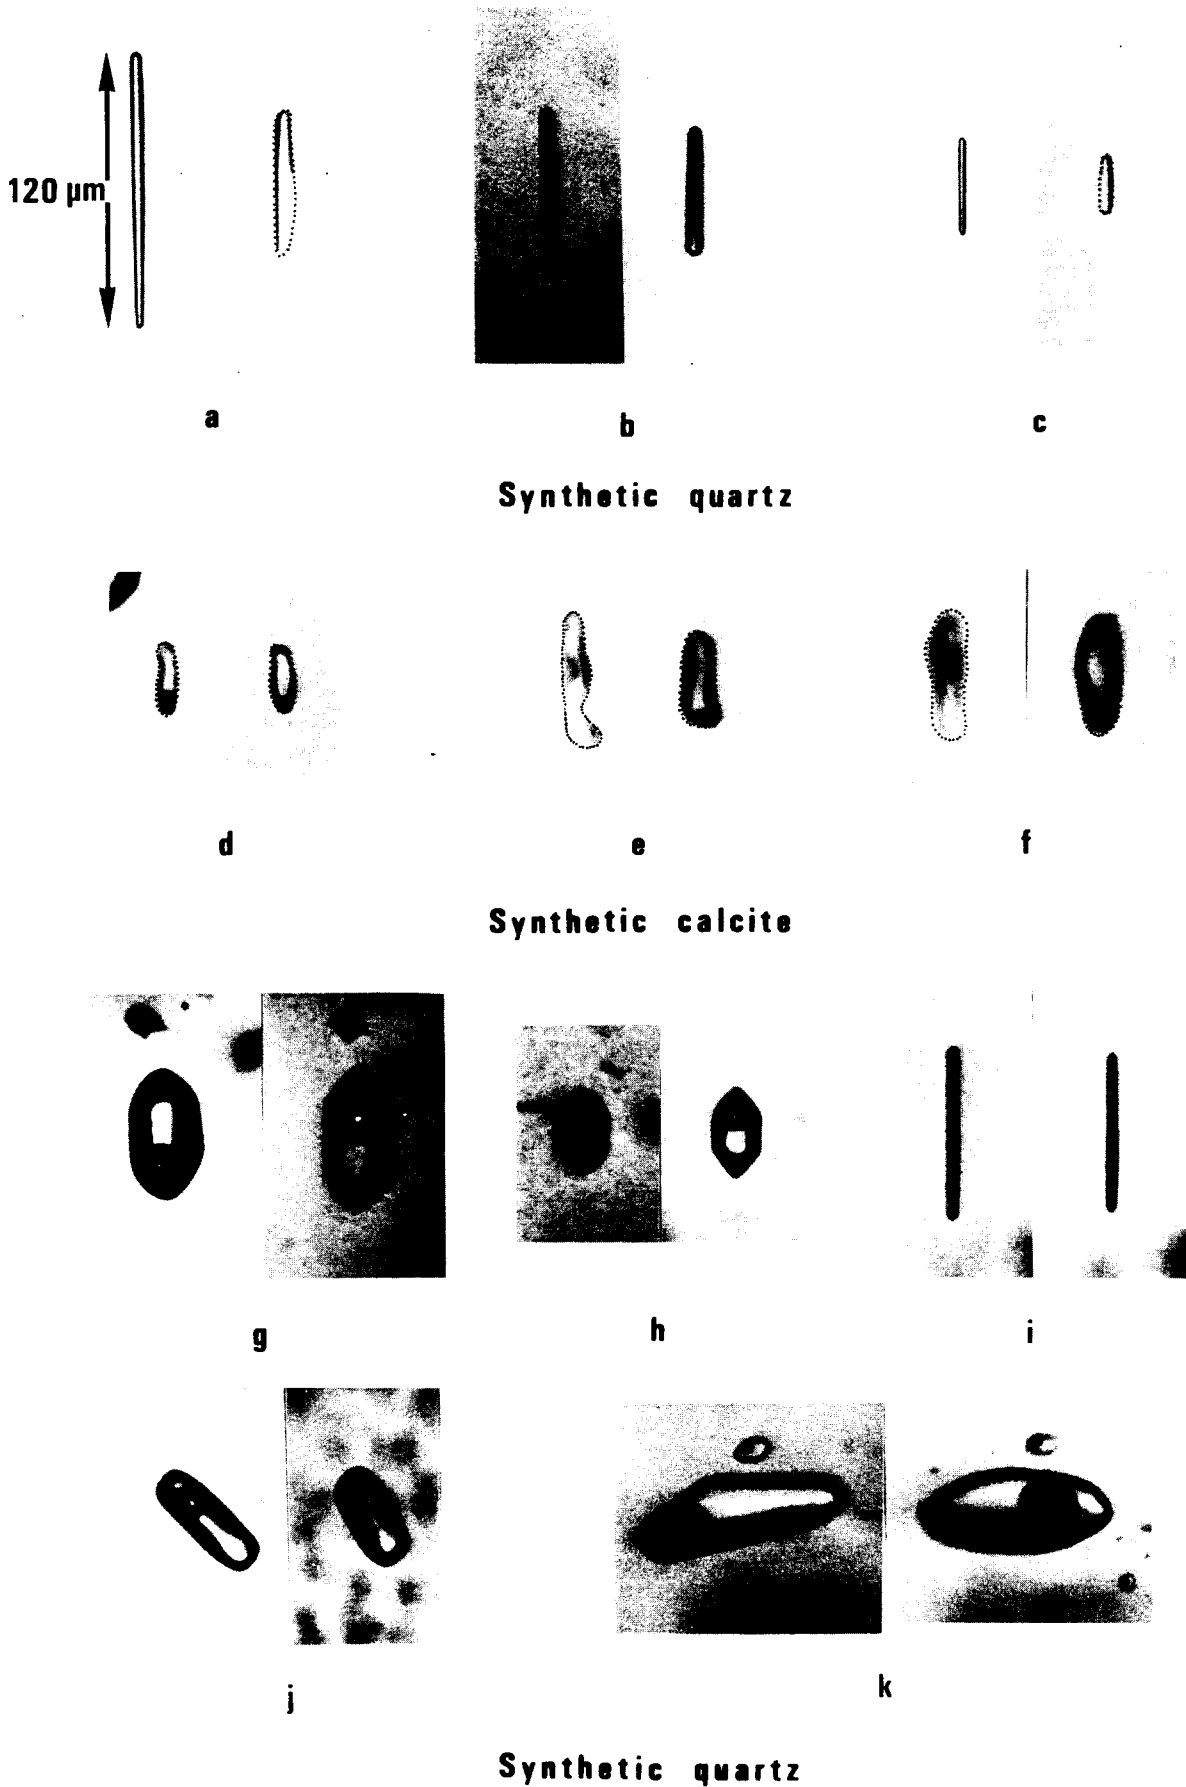 120 μm
a b c
Synthetic quartz
d e f
Synthetic calcite
g h i
j k
Synthetic quartz